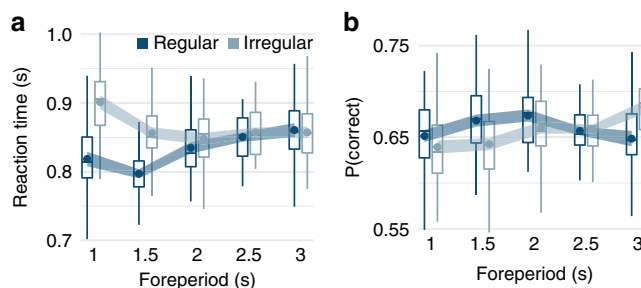 a
1.0
0.9
0.8
0.7
Reaction time (s)
Regular
Irregular
1 1.5 2 2.5 3
Foreperiod (s)
b
0.75
0.65
0.55
P(correct)
1 1.5 2 2.5 3
Foreperiod (s)